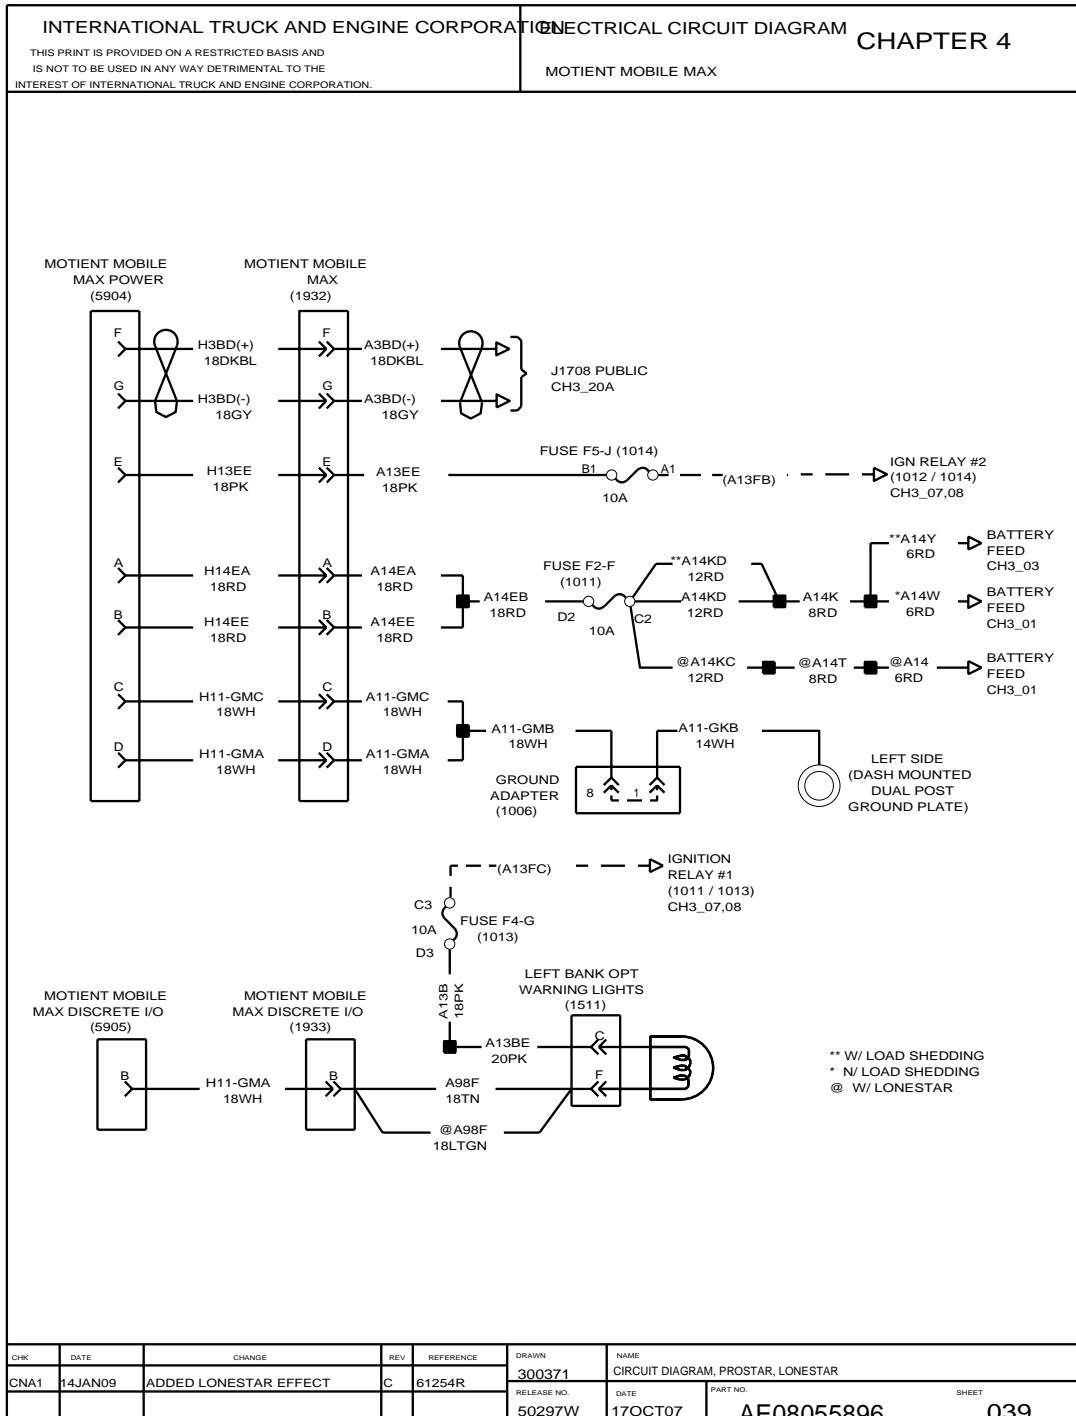 INTERNATIONAL TRUCK AND ENGINE CORPORATION
THIS PRINT IS PROVIDED ON A RESTRICTED BASIS AND
IS NOT TO BE USED IN ANY WAY DETRIMENTAL TO THE
INTEREST OF INTERNATIONAL TRUCK AND ENGINE CORPORATION.
ELECTRICAL CIRCUIT DIAGRAM
CHAPTER 4
MOTIENT MOBILE MAX
MOTIENT MOBILE
MAX POWER
(5904)
MOTIENT MOBILE
MAX
(1932)
F
H3BD(+)
18DKBL
F
A3BD(+)
18DKBL
G
H3BD(-)
18GY
G
A3BD(-)
18GY
J1708 PUBLIC
CH3_20A
E
H13EE
18PK
E
A13EE
18PK
FUSE F5-J (1014)
B1
A1
10A
(A13FB)
IGN RELAY #2
(1012 / 1014)
CH3_07,08
A
H14EA
18RD
A
A14EA
18RD
B
H14EE
18RD
B
A14EE
18RD
A14EB
18RD
FUSE F2-F
(1011)
D2
10A
C2
**A14KD
12RD
A14KD
12RD
A14K
8RD
**A14Y
6RD
BATTERY
FEED
CH3_03
*A14W
6RD
BATTERY
FEED
CH3_01
@A14KC
12RD
@A14T
8RD
@A14
6RD
BATTERY
FEED
CH3_01
C
H11-GMC
18WH
C
A11-GMC
18WH
D
H11-GMA
18WH
D
A11-GMA
18WH
A11-GMB
18WH
A11-GKB
14WH
GROUND
ADAPTER
(1006)
8
1
LEFT SIDE
(DASH MOUNTED
DUAL POST
GROUND PLATE)
(A13FC)
IGNITION
RELAY #1
(1011 / 1013)
CH3_07,08
C3
10A
D3
FUSE F4-G
(1013)
A13B
18PK
MOTIENT MOBILE
MAX DISCRETE I/O
(5905)
MOTIENT MOBILE
MAX DISCRETE I/O
(1933)
LEFT BANK OPT
WARNING LIGHTS
(1511)
A13BE
20PK
C
B
H11-GMA
18WH
B
A98F
18TN
F
@A98F
18LTGN
** W/ LOAD SHEDDING
* N/ LOAD SHEDDING
@ W/ LONESTAR
CHK DATE CHANGE REV REFERENCE
CNA1 14JAN09 ADDED LONESTAR EFFECT C 61254R
DRAWN
300371
NAME
CIRCUIT DIAGRAM, PROSTAR, LONESTAR
RELEASE NO.
50297W
DATE
17OCT07
PART NO.
AE08055896
SHEET
039